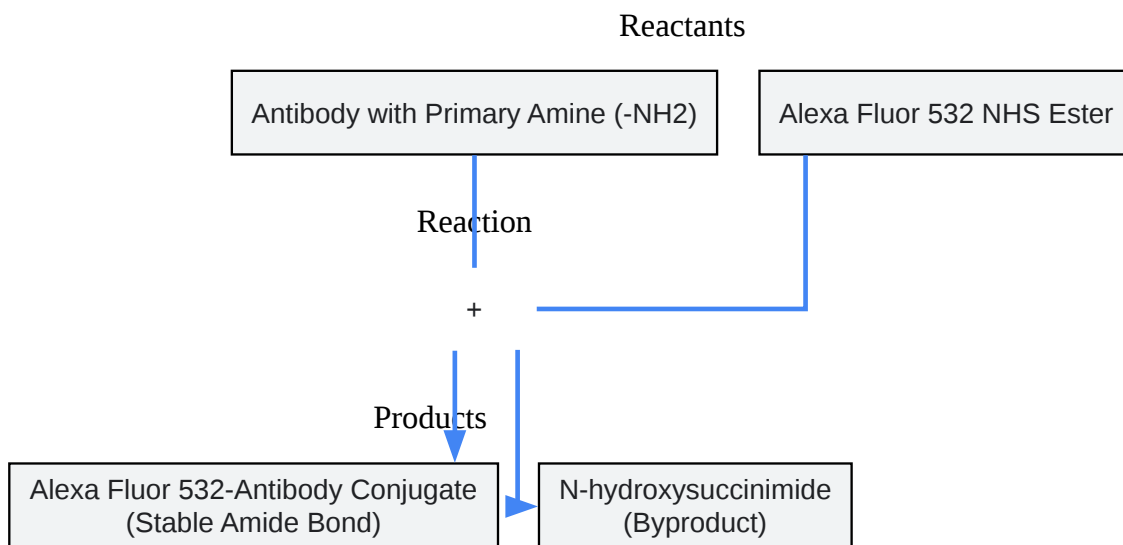 Reactants
Antibody with Primary Amine (-NH2)
Alexa Fluor 532 NHS Ester
Reaction
+
Products
Alexa Fluor 532-Antibody Conjugate
(Stable Amide Bond)
N-hydroxysuccinimide
(Byproduct)